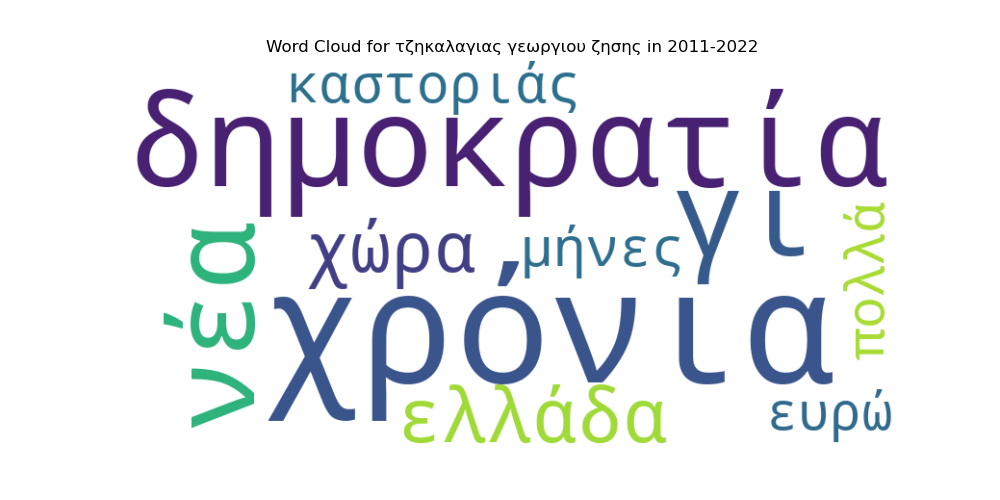 Word Cloud for τζηκαλαγιας γεωργιου ζησης in 2011-2022
καστοριάς
δημοκρατία
γι
πολλά
χώρα
μήνες
νέα
χρόνια
ελλάδα
ευρώ